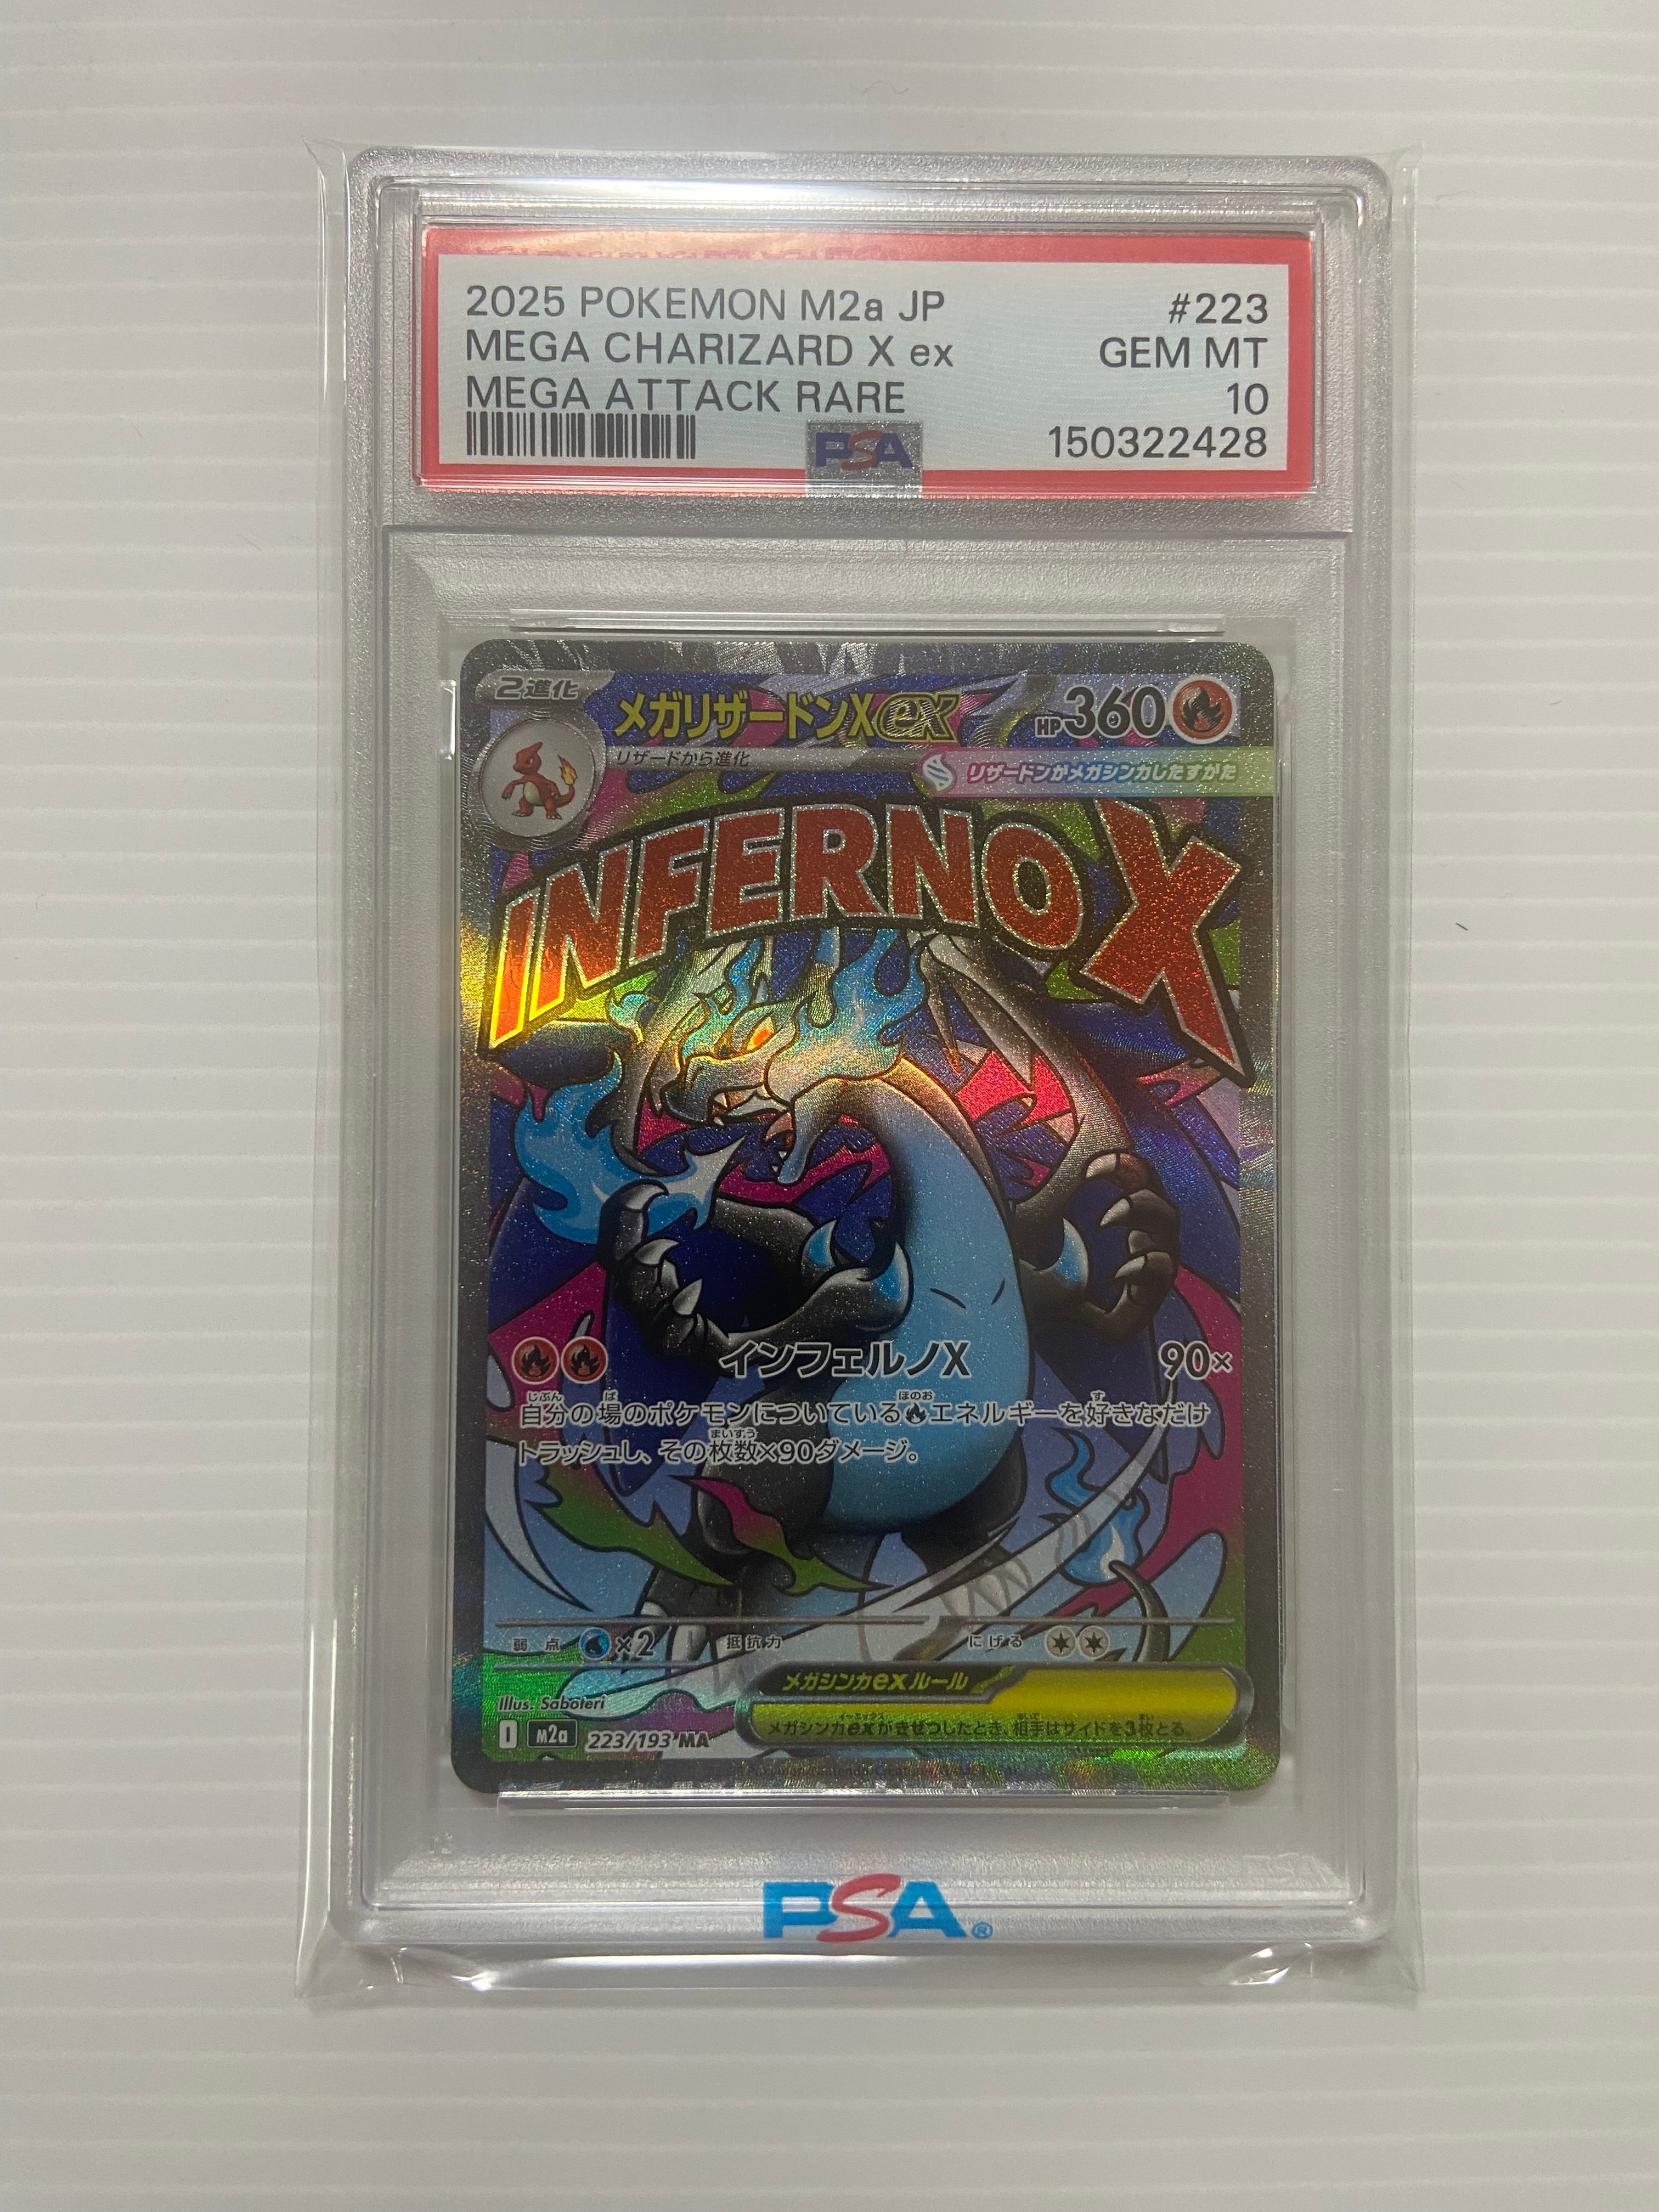 2025 POKEMON M2a JP #223
MEGA CHARIZARD X ex GEM MT
MEGA ATTACK RARE 10
PSA 150322428
2進化
メガリザードンXex HP360
リザードから進化
リザードンがメガシンカしたすがた
INFERNO X
インフェルノX 90×
自分の場のポケモンについている エネルギーを好きなだけ
トラッシュし、その枚数×90ダメージ。
弱点 ×2 抵抗力 にげる
メガシンカexルール
メガシンカexがきぜつしたとき、相手はサイドを3枚とる。
Illus. Saboteri
I M2a 223/193 MA
PSA®